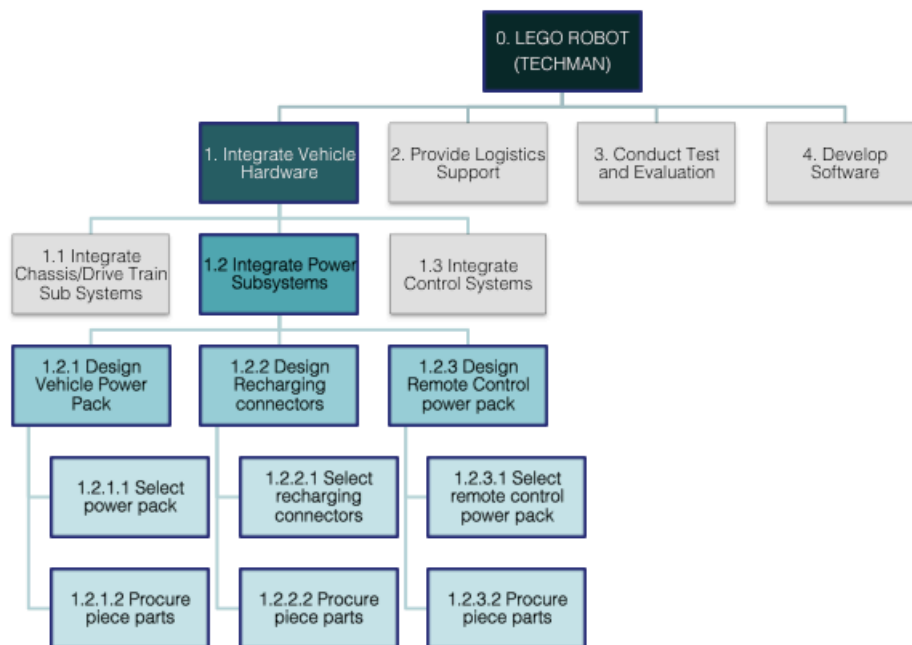 0. LEGO ROBOT
(TECHMAN)
1. Integrate Vehicle
Hardware
2. Provide Logistics
Support
3. Conduct Test
and Evaluation
4. Develop
Software
1.1 Integrate
Chassis/Drive Train
Sub Systems
1.2 Integrate Power
Subsystems
1.3 Integrate
Control Systems
1.2.1 Design
Vehicle Power
Pack
1.2.2 Design
Recharging
connectors
1.2.3 Design
Remote Control
power pack
1.2.1.1 Select
power pack
1.2.2.1 Select
recharging
connectors
1.2.3.1 Select
remote control
power pack
1.2.1.2 Procure
piece parts
1.2.2.2 Procure
piece parts
1.2.3.2 Procure
piece parts